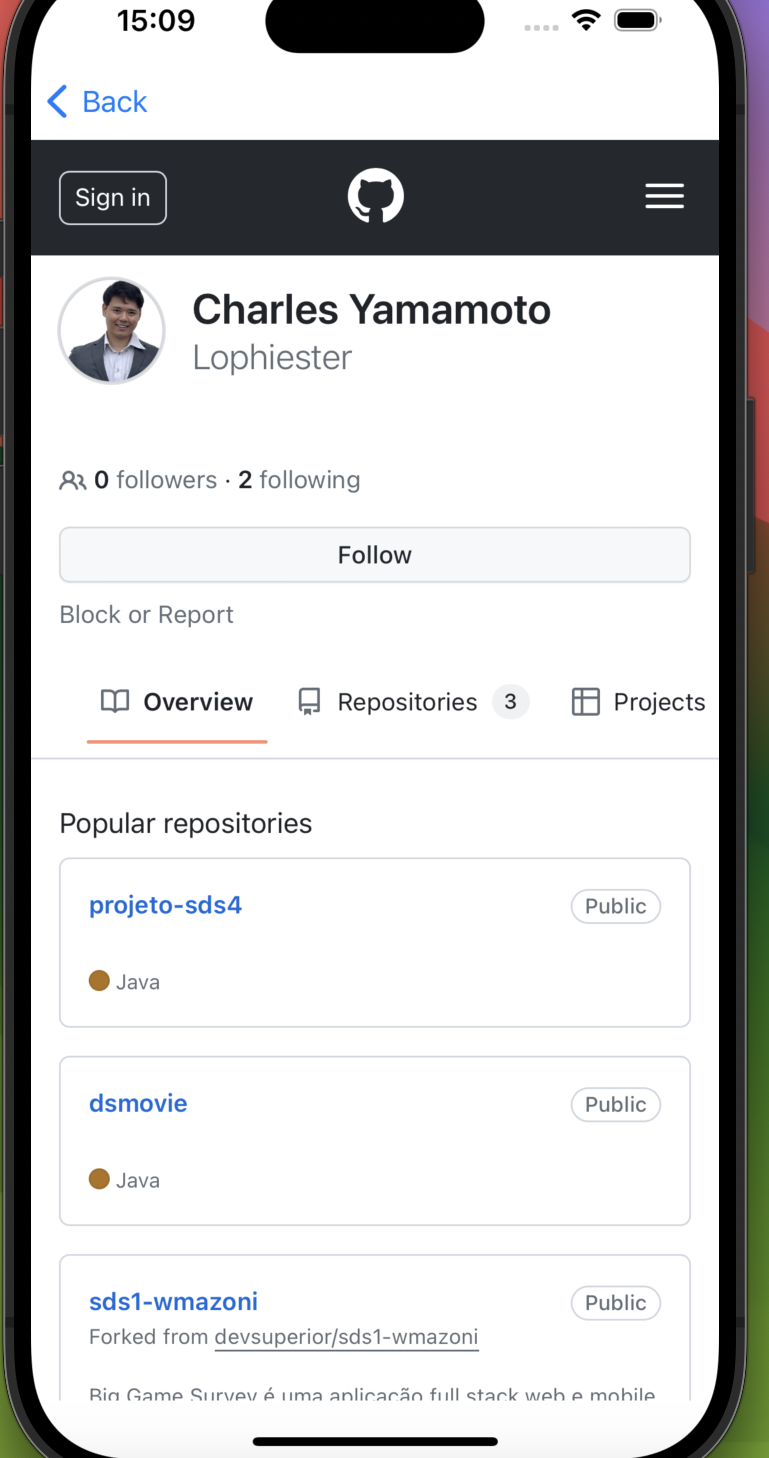 15:09
Back
Sign in
Charles Yamamoto
Lophiester
0 followers · 2 following
Follow
Block or Report
Overview Repositories 3 Projects
Popular repositories
projeto-sds4 Public
Java
dsmovie Public
Java
sds1-wmazoni Public
Forked from devsuperior/sds1-wmazoni
Big Game Survey é uma aplicação full stack web e mobile